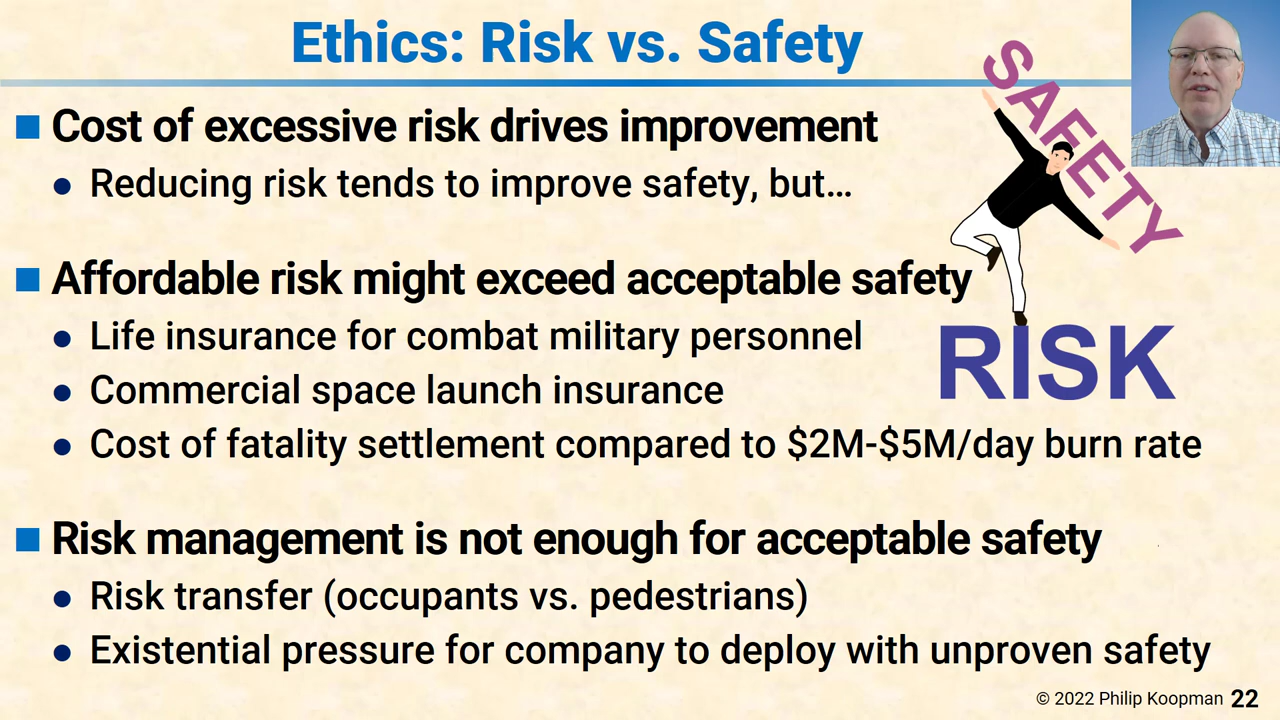 Ethics: Risk vs. Safety
Cost of excessive risk drives improvement
Reducing risk tends to improve safety, but...
Affordable risk might exceed acceptable safety
Life insurance for combat military personnel
Commercial space launch insurance
Cost of fatality settlement compared to $2M-$5M/day burn rate
Risk management is not enough for acceptable safety
Risk transfer (occupants vs. pedestrians)
Existential pressure for company to deploy with unproven safety
SAFETY
RISK
© 2022 Philip Koopman 22